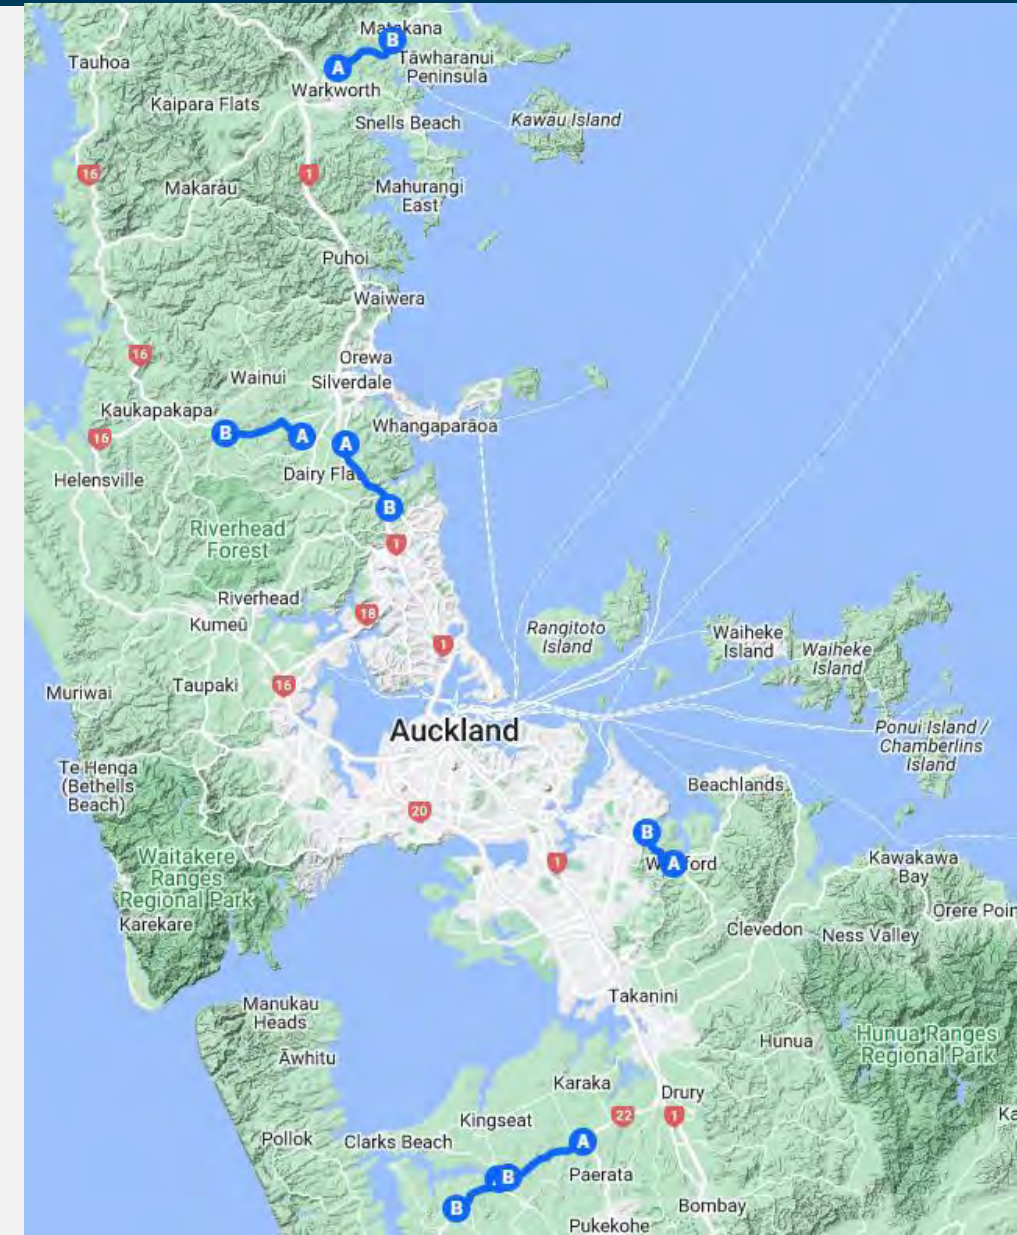 Matakana
B
Tāwharanui
Peninsula
Tauhoa
A
Warkworth
Kaipara Flats
Snells Beach
Kawau Island
16
1
Makarau
Mahurangi
East
Puhoi
Waiwera
16
Orewa
Wainui
Silverdale
Kaukapakapa
Whangaparāoa
B
A
A
16
Helensville
Dairy Fla
B
Riverhead
Forest
1
Riverhead
18
Kumeū
Rangitoto
Island
Waiheke
Island
Waiheke
Island
1
Muriwai
Taupaki
16
Auckland
Ponui Island /
Chamberlins
Island
Te Henga
(Bethells
Beach)
Beachlands
20
B
Waitakere
Ranges
Regional Park
1
W
A
ford
Kawakawa
Bay
Karekare
Clevedon
Ness Valley
Orere Poin
Takanini
Manukau
Heads
Hunua
Hunua Ranges
Regional Park
Āwhitu
Karaka
Drury
Kingseat
22
1
Ka
Pollok
Clarks Beach
A
B
Paerata
B
Bombay
Pukekohe